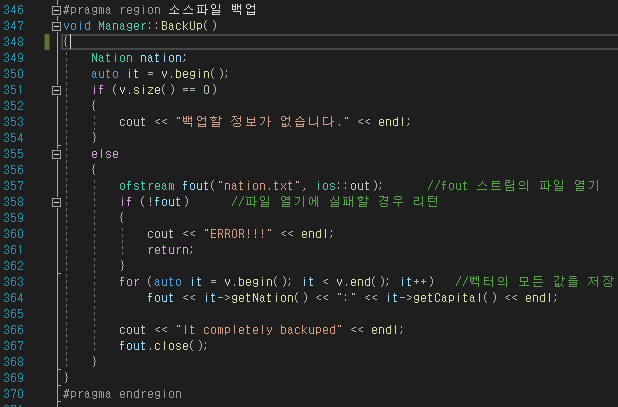 346 #pragma region 소스파일 백업
347 void Manager::BackUp()
348 {
349 Nation nation;
350 auto it = v.begin();
351 if (v.size() == 0)
352 {
353 cout << "백업할 정보가 없습니다." << endl;
354 }
355 else
356 {
357 ofstream fout("nation.txt", ios::out); //fout 스트림의 파일 열기
358 if (!fout) //파일 열기에 실패할 경우 리턴
359 {
360 cout << "ERROR!!!" << endl;
361 return;
362 }
363 for (auto it = v.begin(); it < v.end(); it++) //벡터의 모든 값을 저장
364 fout << it->getNation() << ":" << it->getCapital() << endl;
365
366 cout << "It completely backuped" << endl;
367 fout.close();
368 }
369 }
370 #pragma endregion